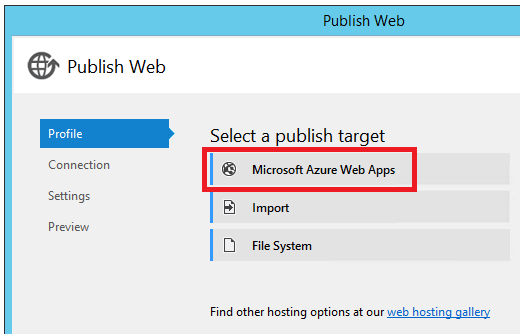 Publish Web
Publish Web
Profile
Connection
Settings
Preview
Select a publish target
Microsoft Azure Web Apps
Import
File System
Find other hosting options at our web hosting gallery